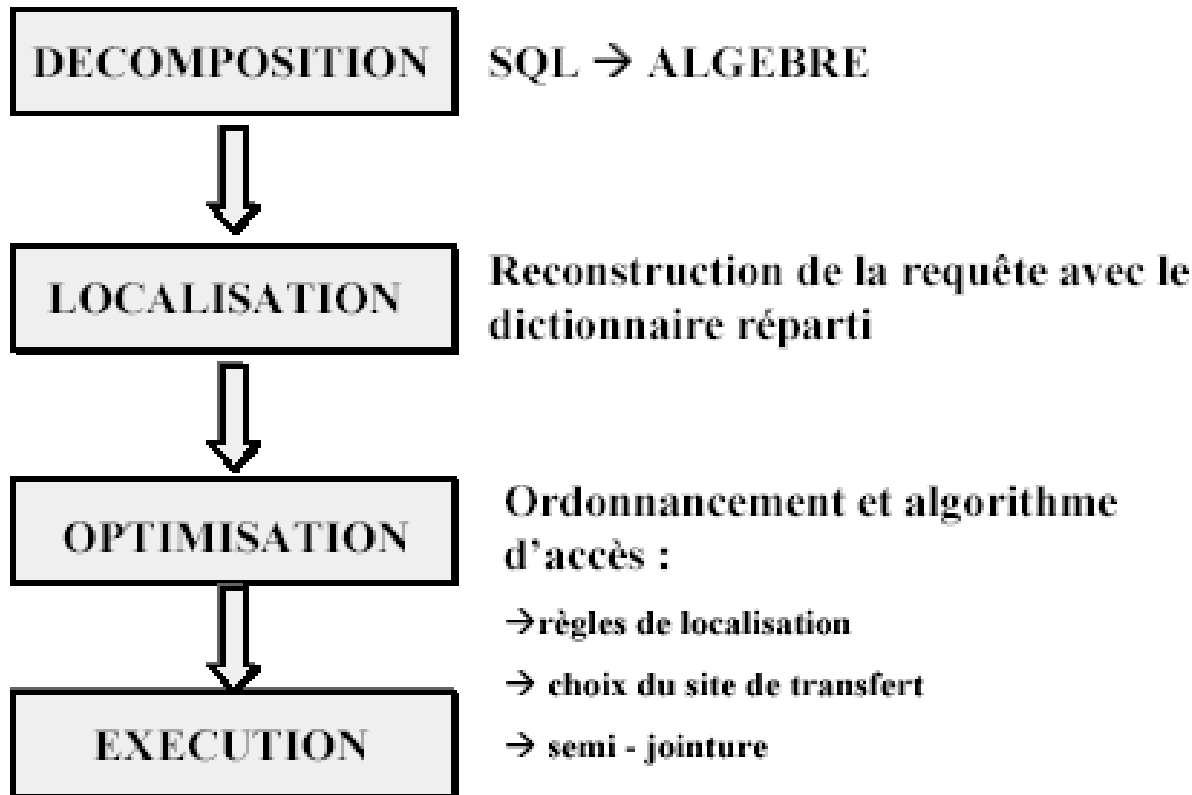 DECOMPOSITION
SQL → ALGEBRE
LOCALISATION
Reconstruction de la requête avec le
dictionnaire réparti
OPTIMISATION
Ordonnancement et algorithme
d'accès :
→règles de localisation
→ choix du site de transfert
EXECUTION
→ semi - jointure